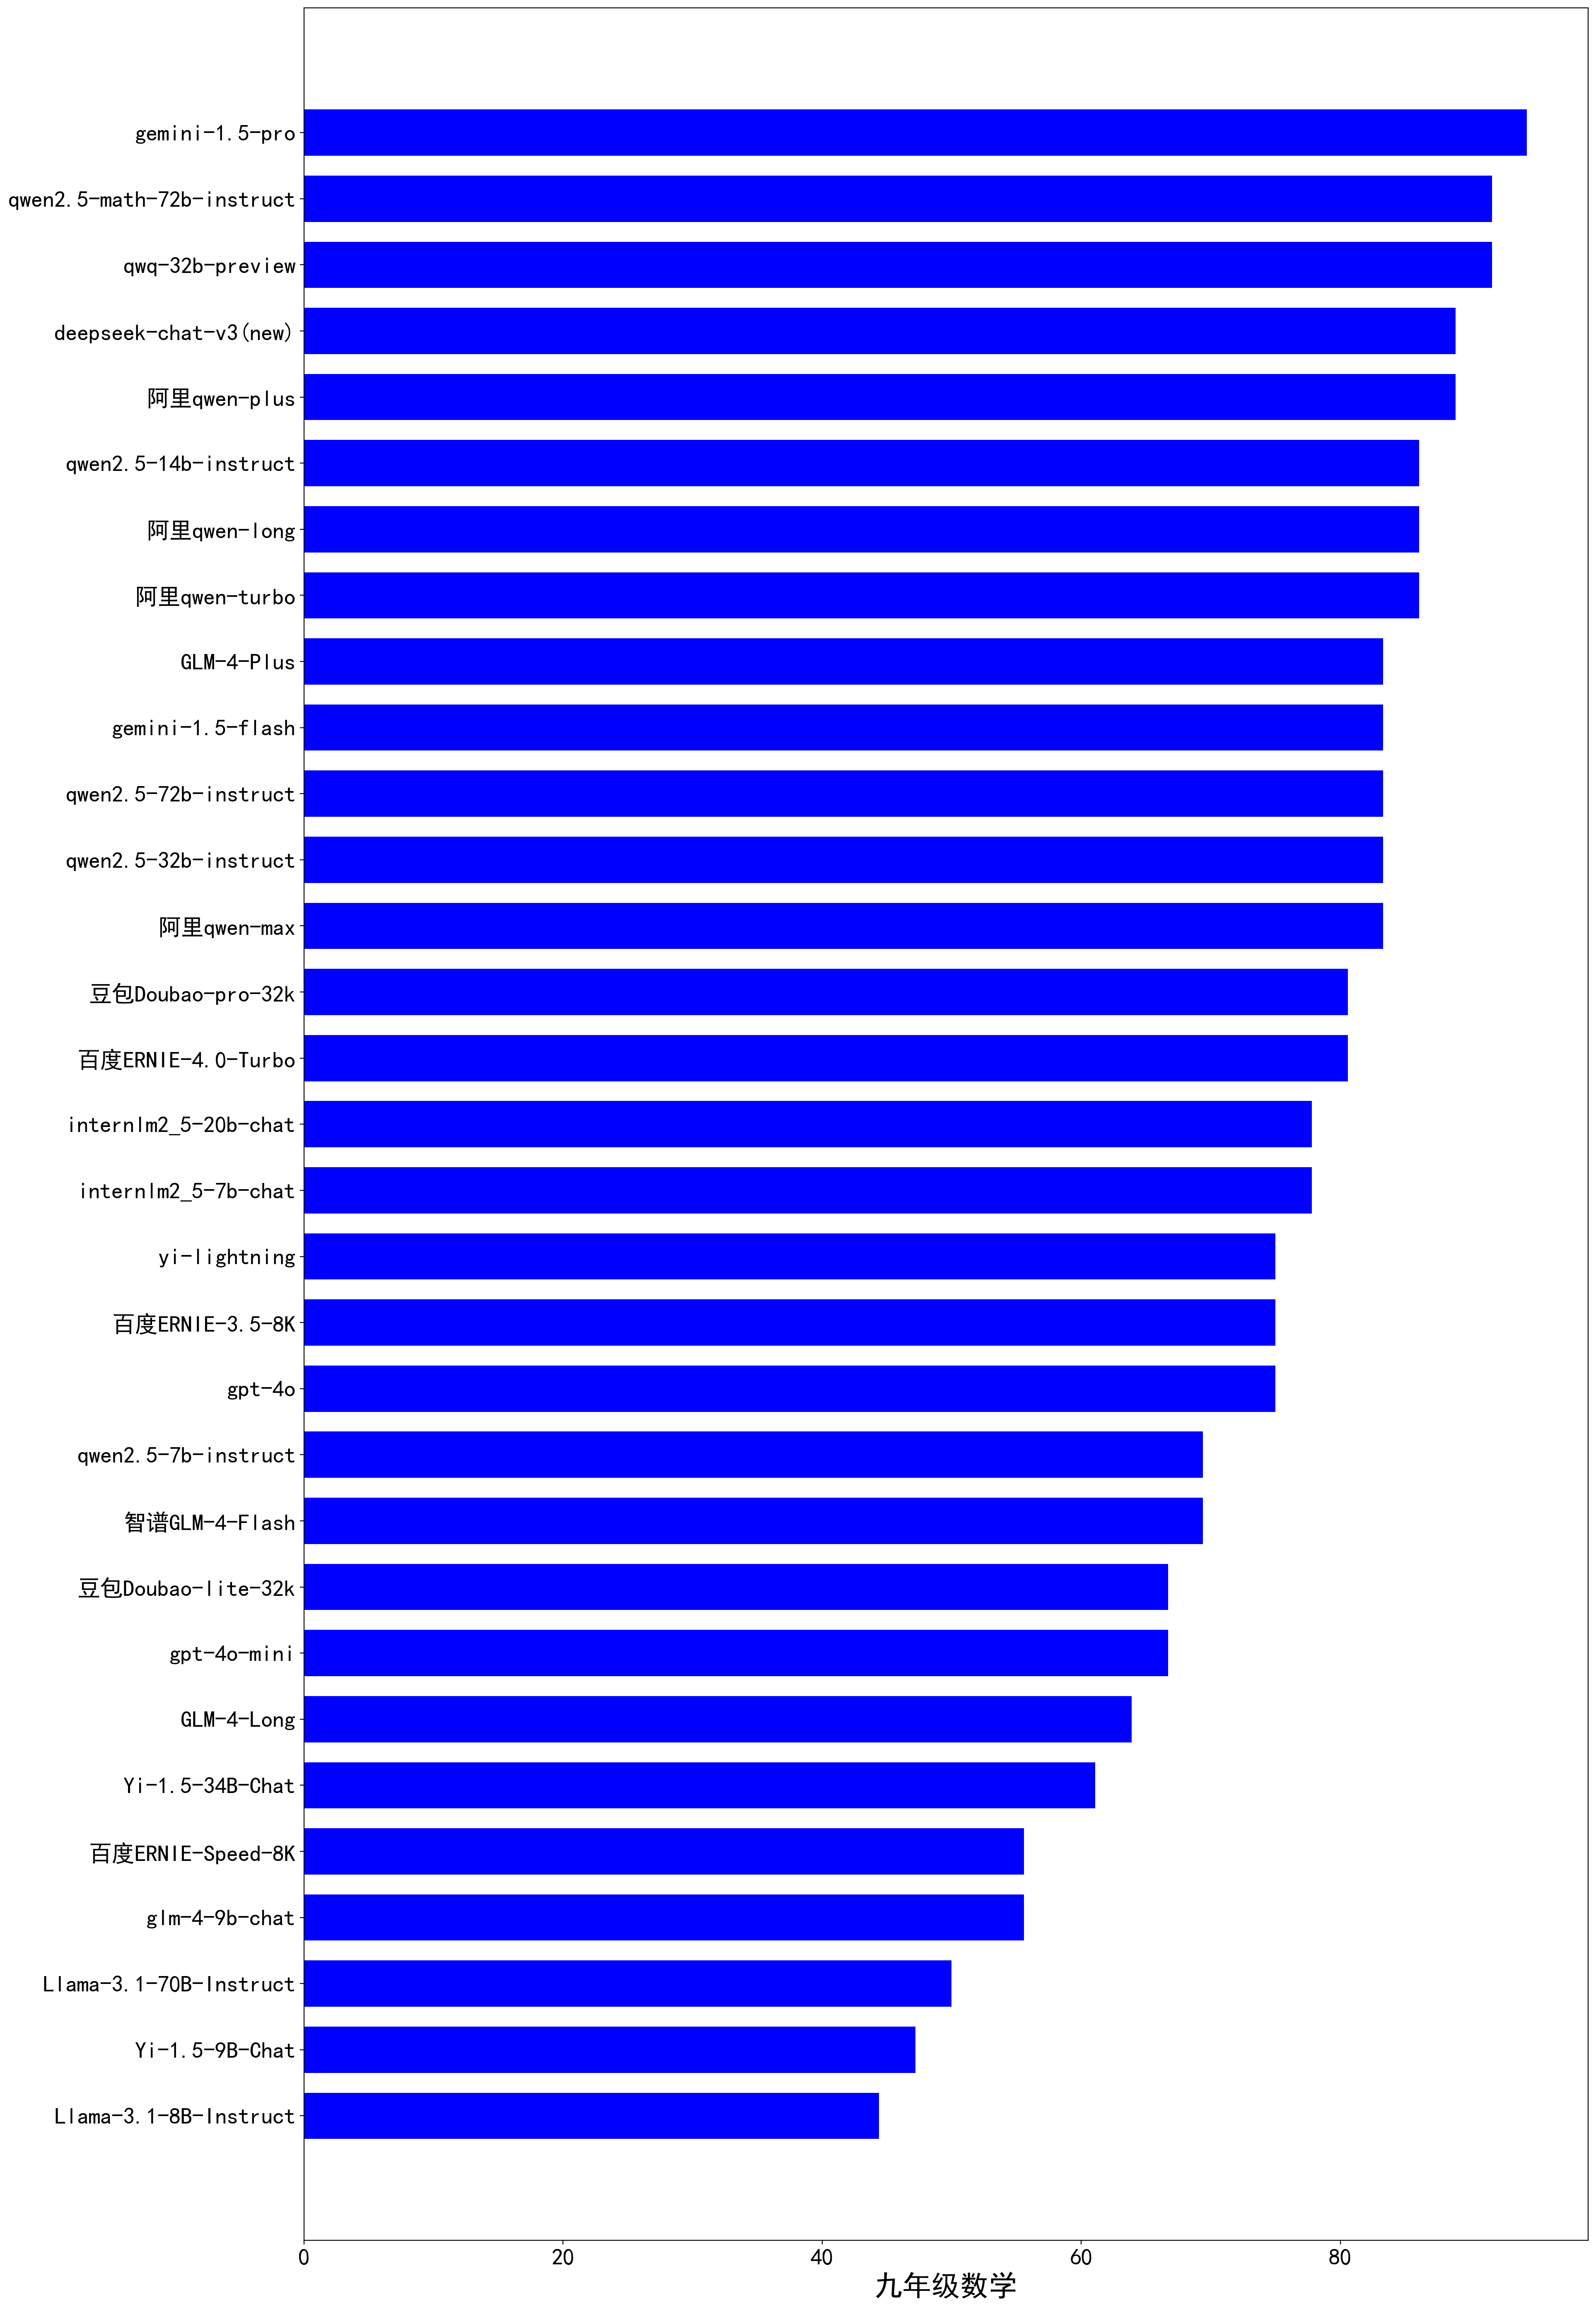 gemini-1.5-pro
qwen2.5-math-72b-instruct
qwq-32b-preview
deepseek-chat-v3(new)
阿里qwen-plus
qwen2.5-14b-instruct
阿里qwen-long
阿里qwen-turbo
GLM-4-Plus
gemini-1.5-flash
qwen2.5-72b-instruct
qwen2.5-32b-instruct
阿里qwen-max
豆包Doubao-pro-32k
百度ERNIE-4.0-Turbo
internlm2_5-20b-chat
internlm2_5-7b-chat
yi-lightning
百度ERNIE-3.5-8K
gpt-4o
qwen2.5-7b-instruct
智谱GLM-4-Flash
豆包Doubao-lite-32k
gpt-4o-mini
GLM-4-Long
Yi-1.5-34B-Chat
百度ERNIE-Speed-8K
glm-4-9b-chat
Llama-3.1-70B-Instruct
Yi-1.5-9B-Chat
Llama-3.1-8B-Instruct
0 20 40 60 80
九年级数学